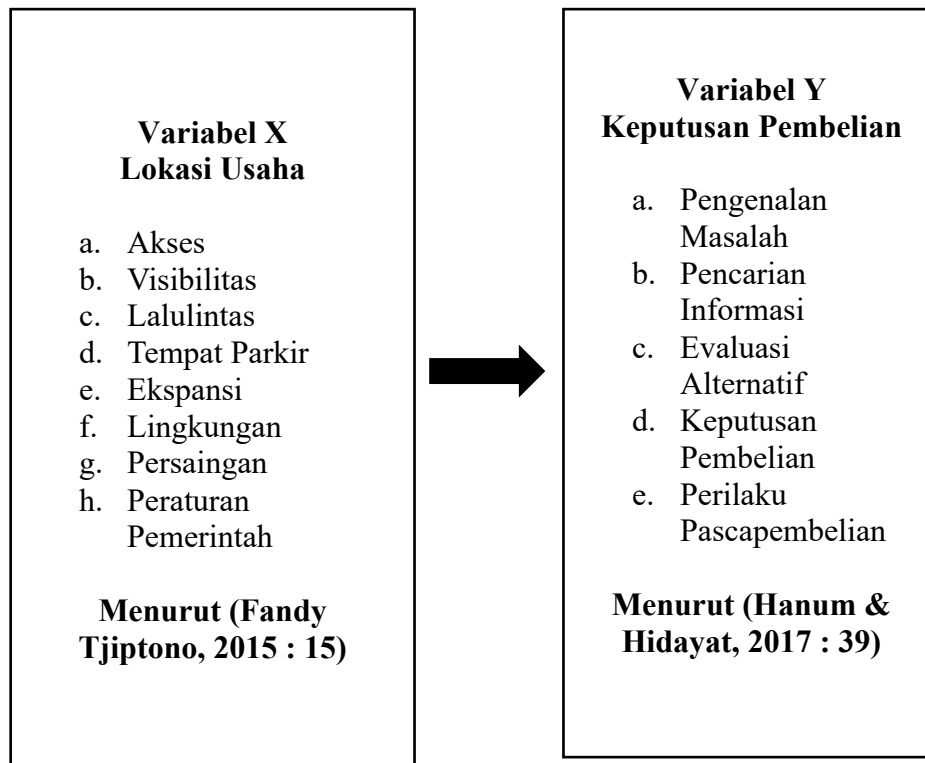 Variabel X
Lokasi Usaha
a. Akses
b. Visibilitas
c. Lalulintas
d. Tempat Parkir
e. Ekspansi
f. Lingkungan
g. Persaingan
h. Peraturan
Pemerintah
Menurut (Fandy
Tjiptono, 2015 : 15)
Variabel Y
Keputusan Pembelian
a. Pengenalan
Masalah
b. Pencarian
Informasi
c. Evaluasi
Alternatif
d. Keputusan
Pembelian
e. Perilaku
Pascapembelian
Menurut (Hanum &
Hidayat, 2017 : 39)